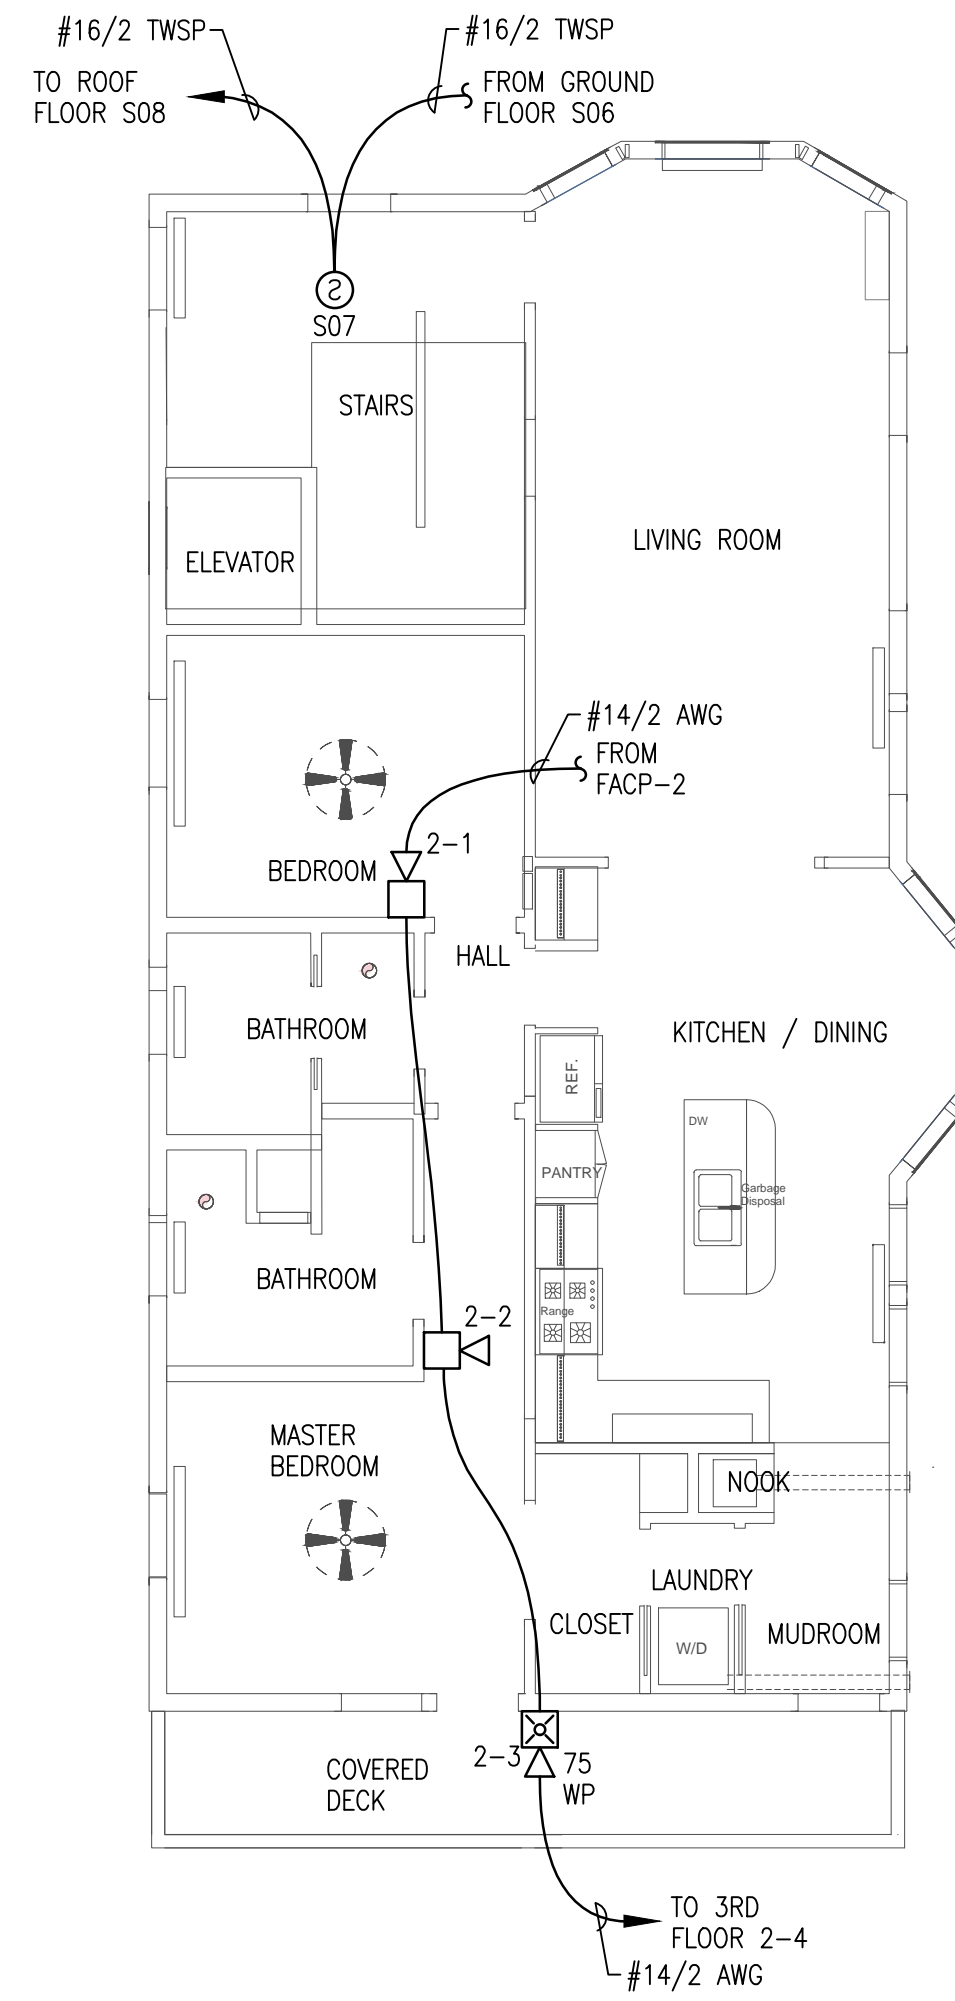 #16/2 TWSP
#16/2 TWSP
TO ROOF
FLOOR S08
FROM GROUND
FLOOR S06
S
S07
STAIRS
ELEVATOR
LIVING ROOM
#14/2 AWG
FROM
FACP-2
2-1
BEDROOM
HALL
BATHROOM
KITCHEN / DINING
REF.
DW
PANTRY
Garbage
Disposal
BATHROOM
Range
2-2
MASTER
BEDROOM
NOOK
LAUNDRY
CLOSET
MUDROOM
W/D
2-3
75
WP
COVERED
DECK
TO 3RD
FLOOR 2-4
#14/2 AWG